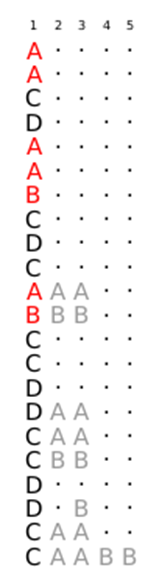 1 2 3 4 5
A · · · ·
A · · · ·
C · · · ·
D · · · ·
A · · · ·
A · · · ·
B · · · ·
C · · · ·
D · · · ·
C · · · ·
A A A · ·
B B B · ·
C · · · ·
C · · · ·
D · · · ·
D A A · ·
C A A · ·
C B B · ·
D · · · ·
D · B · ·
C A A · ·
C A A B B